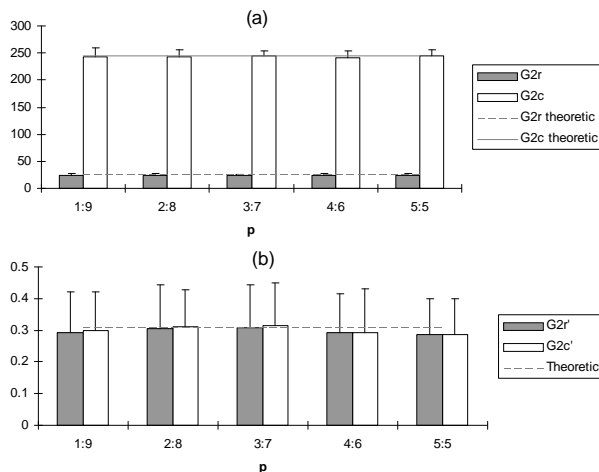 (a)
300
250
200
150
100
50
0
1:9 2:8 3:7 4:6 5:5
p
G2r
G2c
G2r theoretic
G2c theoretic
(b)
0.5
0.4
0.3
0.2
0.1
0
1:9 2:8 3:7 4:6 5:5
p
G2r'
G2c'
Theoretic